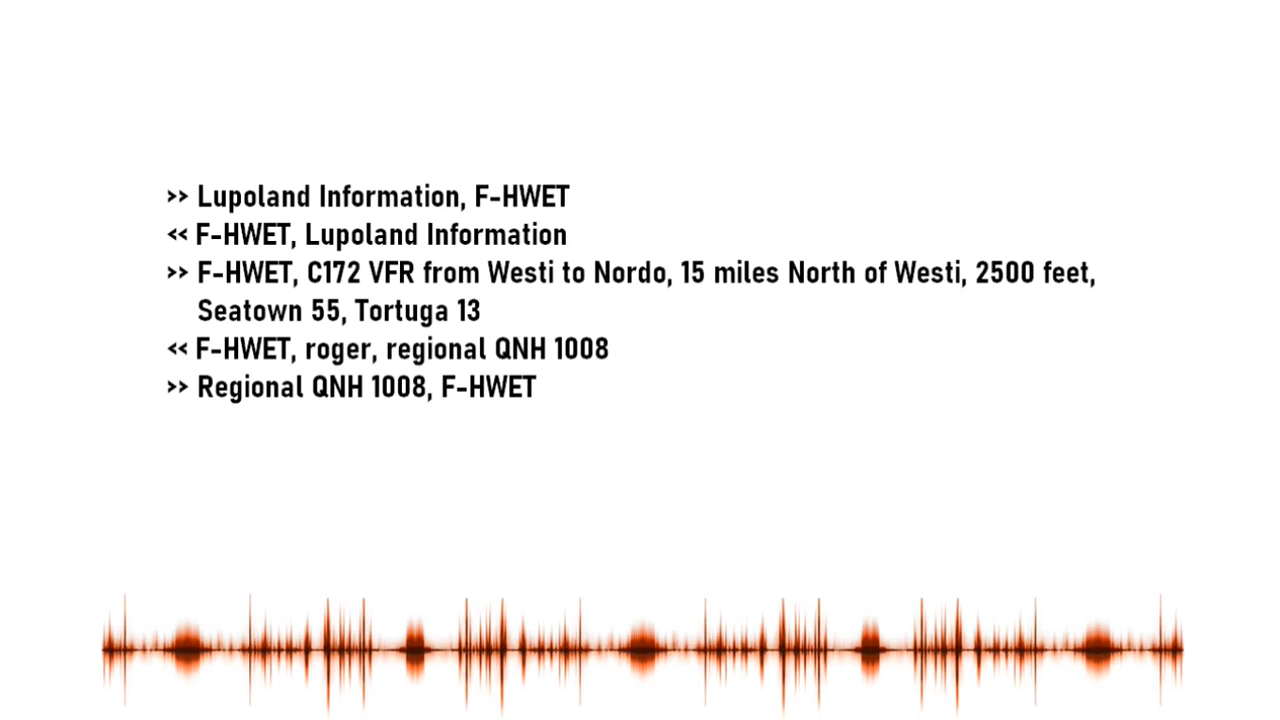 >> Lupoland Information, F-HWET
<< F-HWET, Lupoland Information
>> F-HWET, C172 VFR from Westi to Nordo, 15 miles North of Westi, 2500 feet,
Seatown 55, Tortuga 13
<< F-HWET, roger, regional QNH 1008
>> Regional QNH 1008, F-HWET